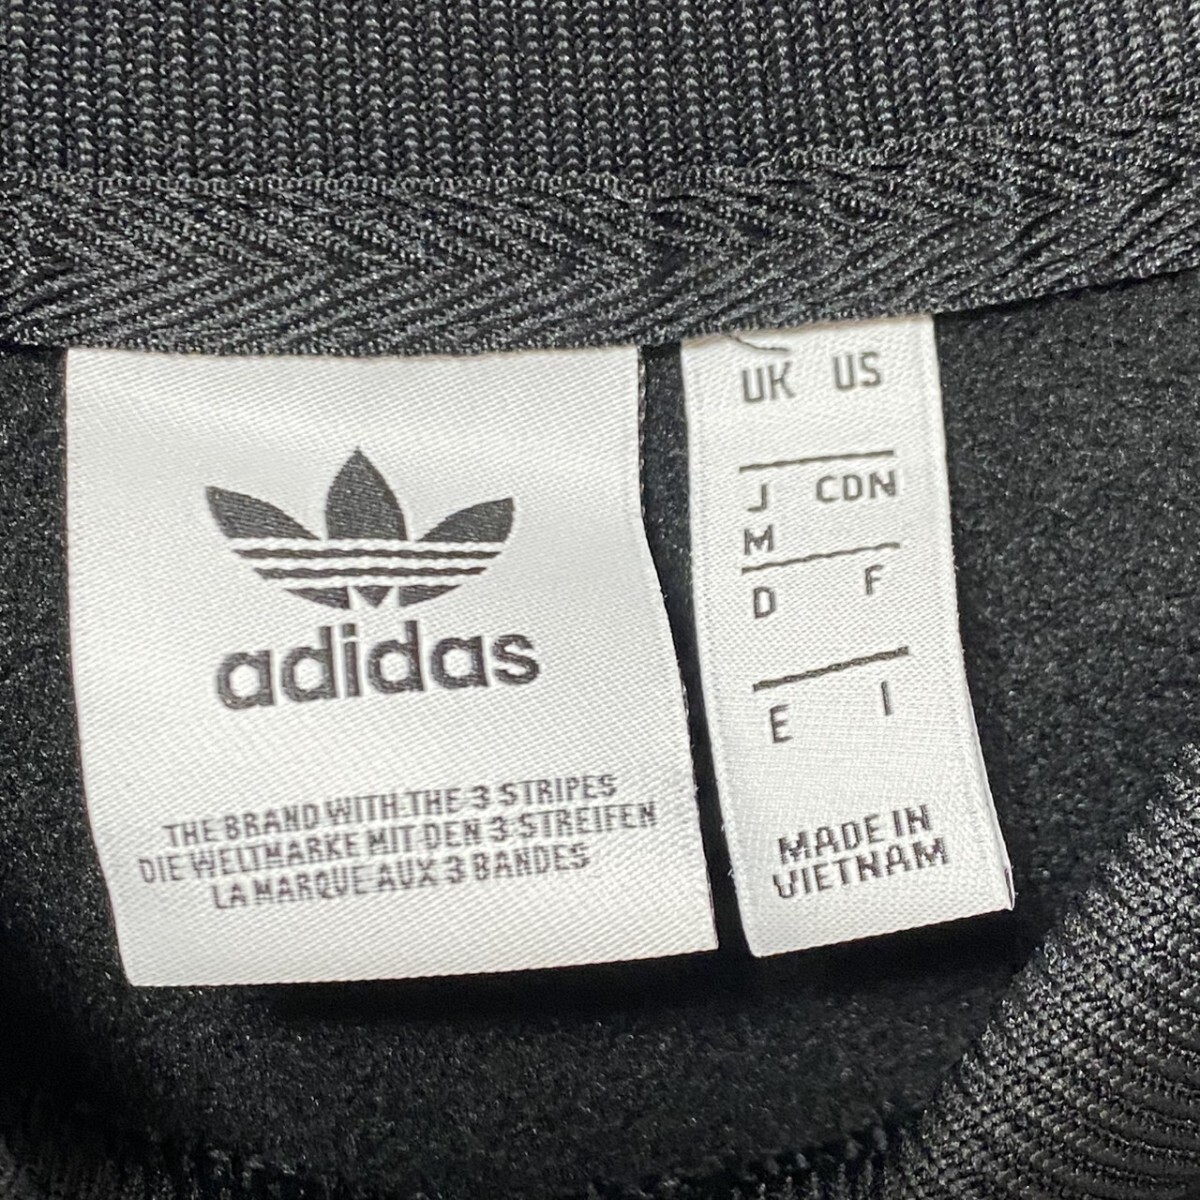 adidas
THE BRAND WITH THE 3 STRIPES
DIE WELTMARKE MIT DEN 3 STREIFEN
LA MARQUE AUX 3 BANDES
UK US
J CDN
M
D F
E I
MADE IN
VIETNAM